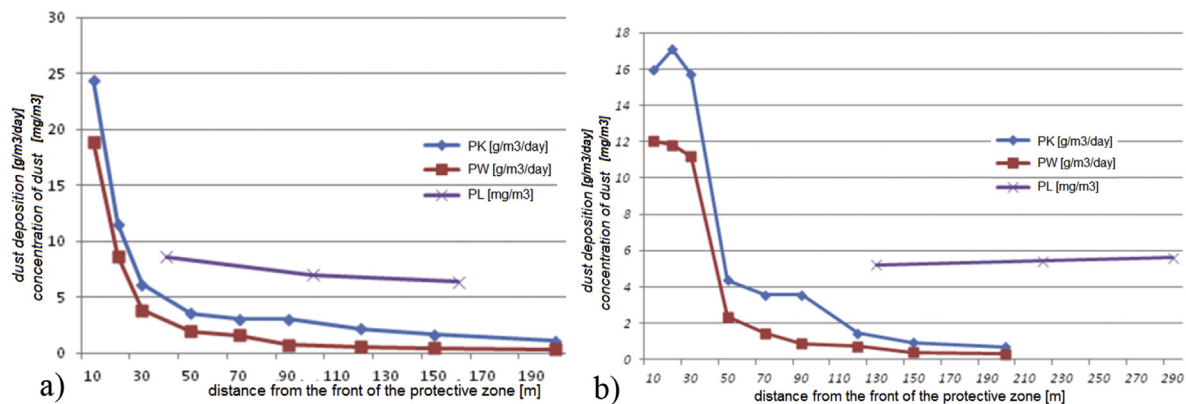 30
25
20
15
10
5
0
dust deposition [g/m3/day]
concentration of dust [mg/m3]
PK [g/m3/day]
PW [g/m3/day]
PL [mg/m3]
10 30 50 70 90 110 130 150 170 190
distance from the front of the protective zone [m]
a)
18
16
14
12
10
8
6
4
2
0
dust deposition [g/m3/day]
concentration of dust [mg/m3]
PK [g/m3/day]
PW [g/m3/day]
PL [mg/m3]
10 30 50 70 90 110 130 150 170 190 210 230 250 270 290
distance from the front of the protective zone [m]
b)